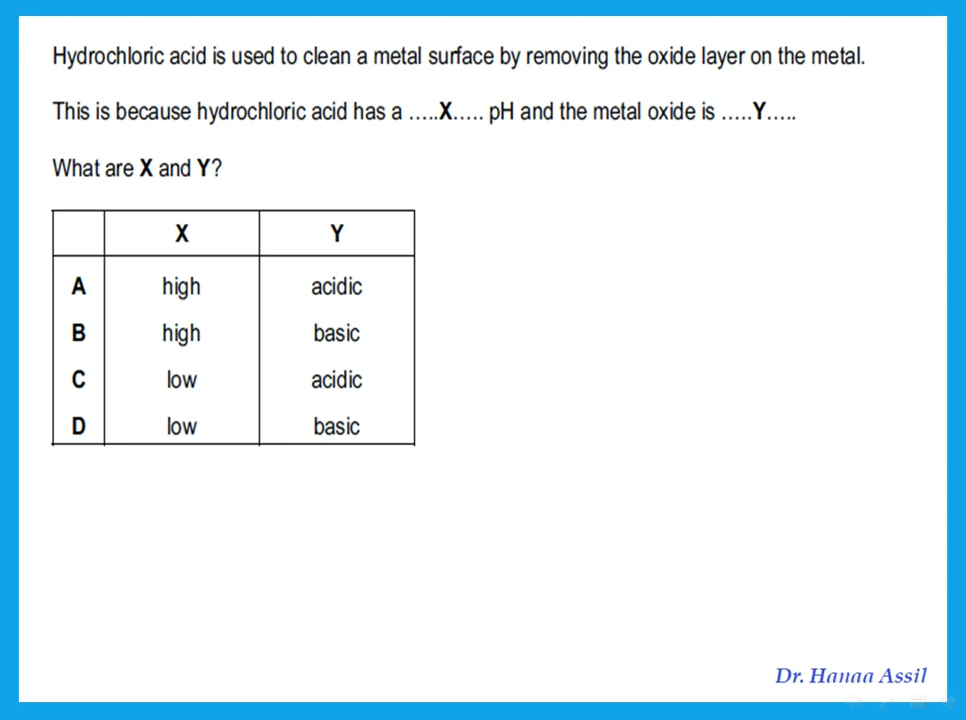 Hydrochloric acid is used to clean a metal surface by removing the oxide layer on the metal.
This is because hydrochloric acid has a .....X..... pH and the metal oxide is .....Y.....
What are X and Y?
X Y
A high acidic
B high basic
C low acidic
D low basic
Dr. Hanaa Assil